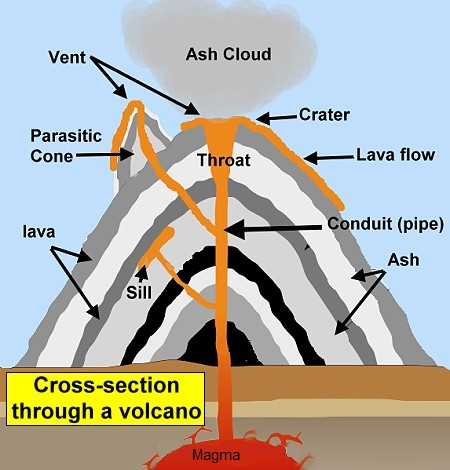 Ash Cloud
Vent
Crater
Parasitic
Cone
Throat
Lava flow
Conduit (pipe)
lava
Ash
Sill
Cross-section
through a volcano
Magma